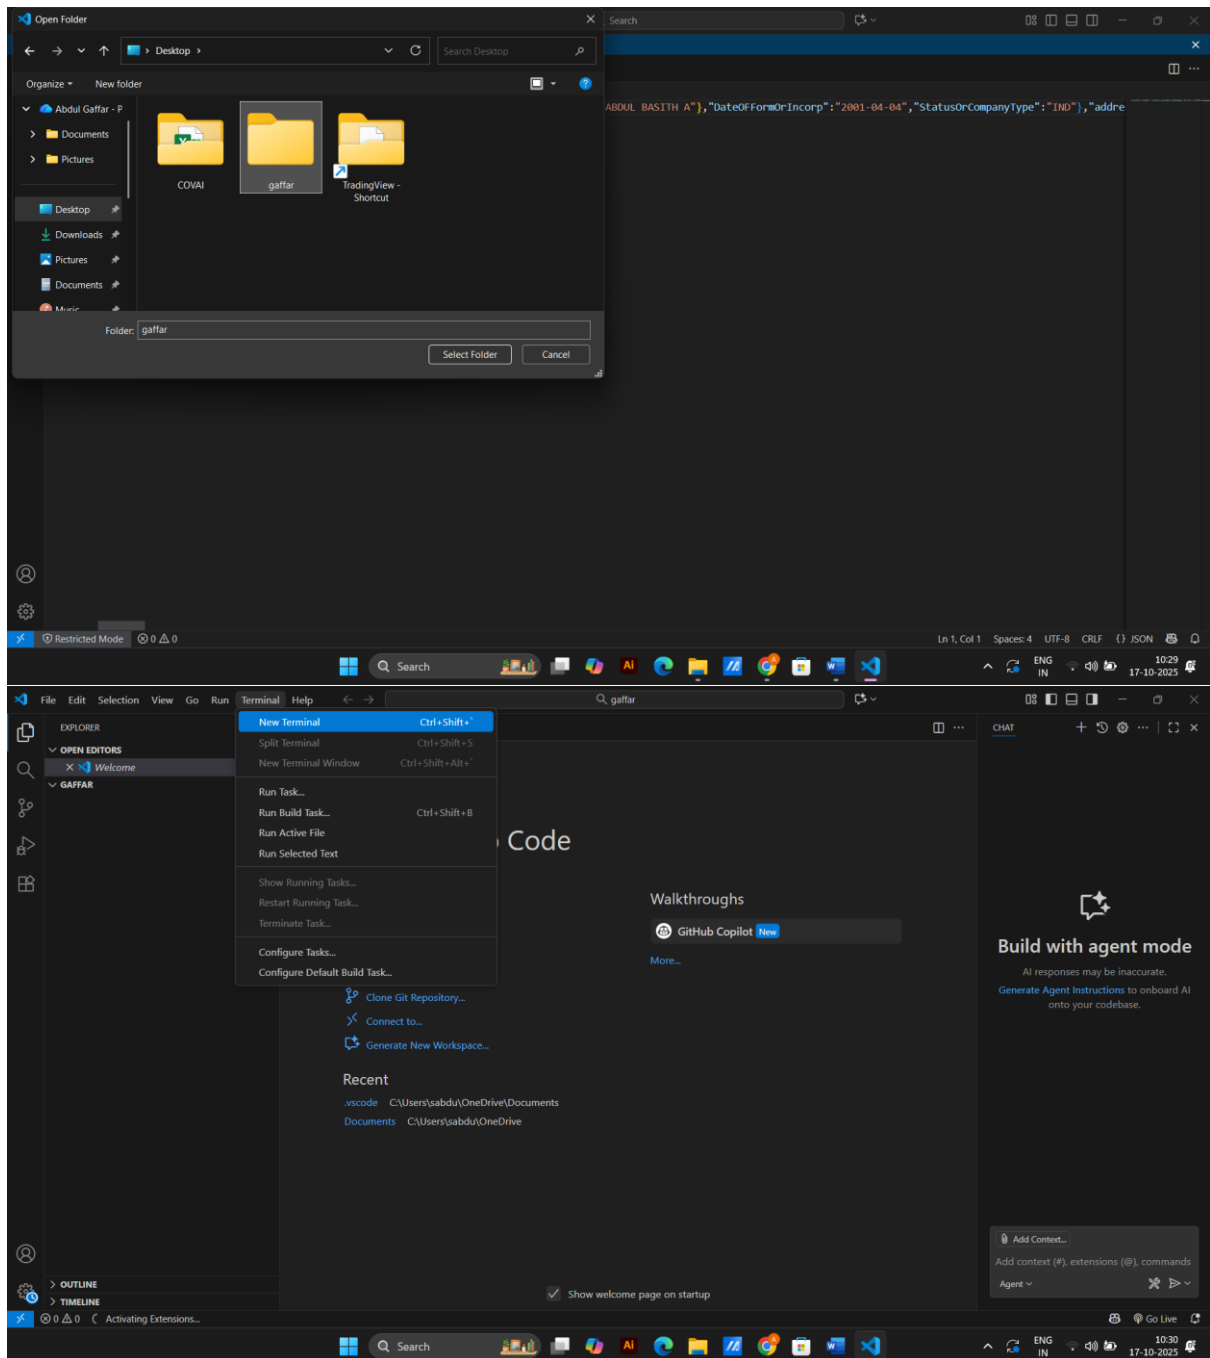 Open Folder
Search
Desktop
Search Desktop
Organize
New folder
Abdul Gaffar - P
Documents
Pictures
Desktop
Downloads
Pictures
Documents
Music
COVAI
gaffar
TradingView -
Shortcut
ABDUL BASITH A"},"DateOFFormOrIncorp":"2001-04-04","StatusOrCompanyType":"IND"},"addre
Folder: gaffar
Select Folder
Cancel
Restricted Mode
0 0
Ln 1, Col 1 Spaces: 4 UTF-8 CRLF {} JSON
Search
ENG
IN
10:29
17-10-2025
File Edit Selection View Go Run Terminal Help
gaffar
EXPLORER
OPEN EDITORS
Welcome
GAFFAR
New Terminal Ctrl+Shift+`
Split Terminal Ctrl+Shift+5
New Terminal Window Ctrl+Shift+Alt+`
Run Task...
Run Build Task... Ctrl+Shift+B
Run Active File
Run Selected Text
Show Running Tasks...
Restart Running Task...
Terminate Task...
Configure Tasks...
Configure Default Build Task...
Code
Clone Git Repository...
Connect to...
Generate New Workspace...
Recent
.vscode C:\Users\sabdu\OneDrive\Documents
Documents C:\Users\sabdu\OneDrive
Walkthroughs
GitHub Copilot New
More...
Show welcome page on startup
CHAT
Build with agent mode
AI responses may be inaccurate.
Generate Agent Instructions to onboard AI
onto your codebase.
Add Context...
Add context (#), extensions (@), commands
Agent
OUTLINE
TIMELINE
0 0 Activating Extensions...
Go Live
Search
ENG
IN
10:30
17-10-2025